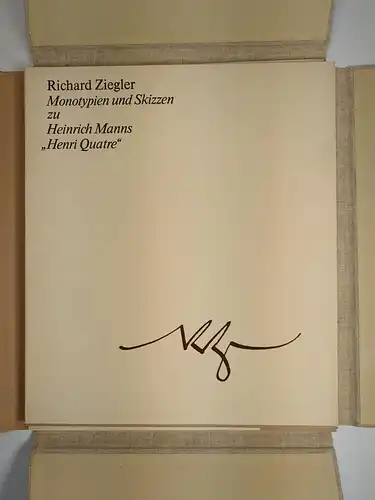 Richard Ziegler
Monotypien und Skizzen
zu
Heinrich Manns
„Henri Quatre“